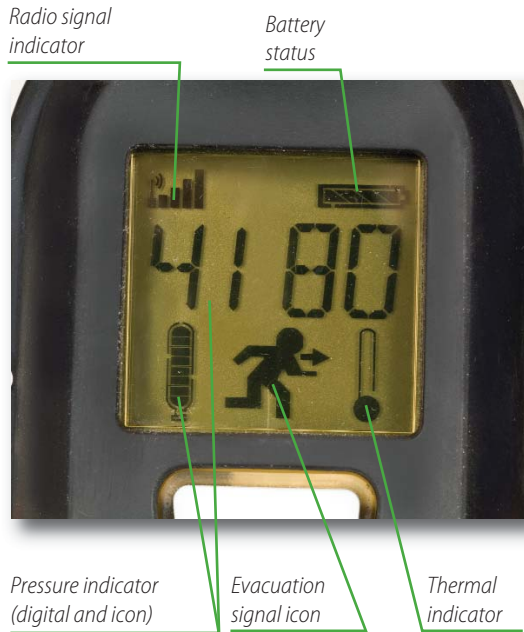 Radio signal
indicator
Battery
status
4180
Pressure indicator
(digital and icon)
Evacuation
signal icon
Thermal
indicator